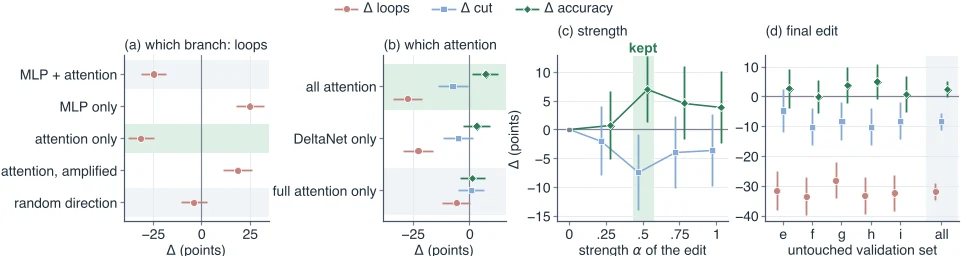 Δ loops Δ cut Δ accuracy
(a) which branch: loops
MLP + attention
MLP only
attention only
attention, amplified
random direction
−25 0 25
Δ (points)
(b) which attention
all attention
DeltaNet only
full attention only
−25 0
Δ (points)
(c) strength
kept
10
5
0
−5
−10
−15
Δ (points)
0 .25 .5 .75 1
strength α of the edit
(d) final edit
10
0
−10
−20
−30
−40
e f g h i all
untouched validation set